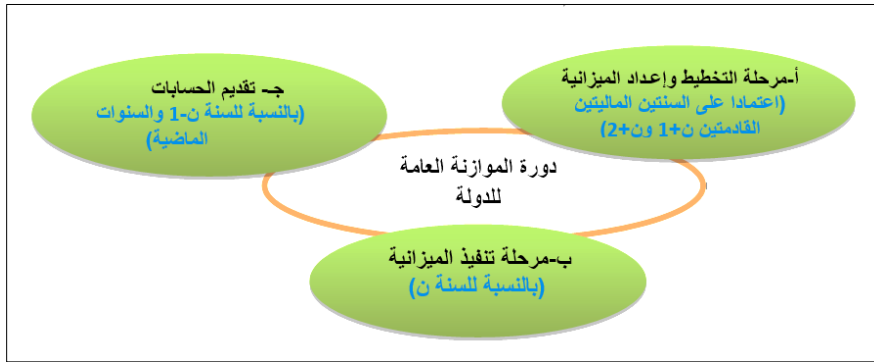 أ-مرحلة التخطيط وإعداد الميزانية
(اعتمادا على السنتين الماليتين
القادمتين ن+1 ون+2)
جـ- تقديم الحسابات
(بالنسبة للسنة ن-1 والسنوات
الماضية)
دورة الموازنة العامة
للدولة
ب-مرحلة تنفيذ الميزانية
(بالنسبة للسنة ن)